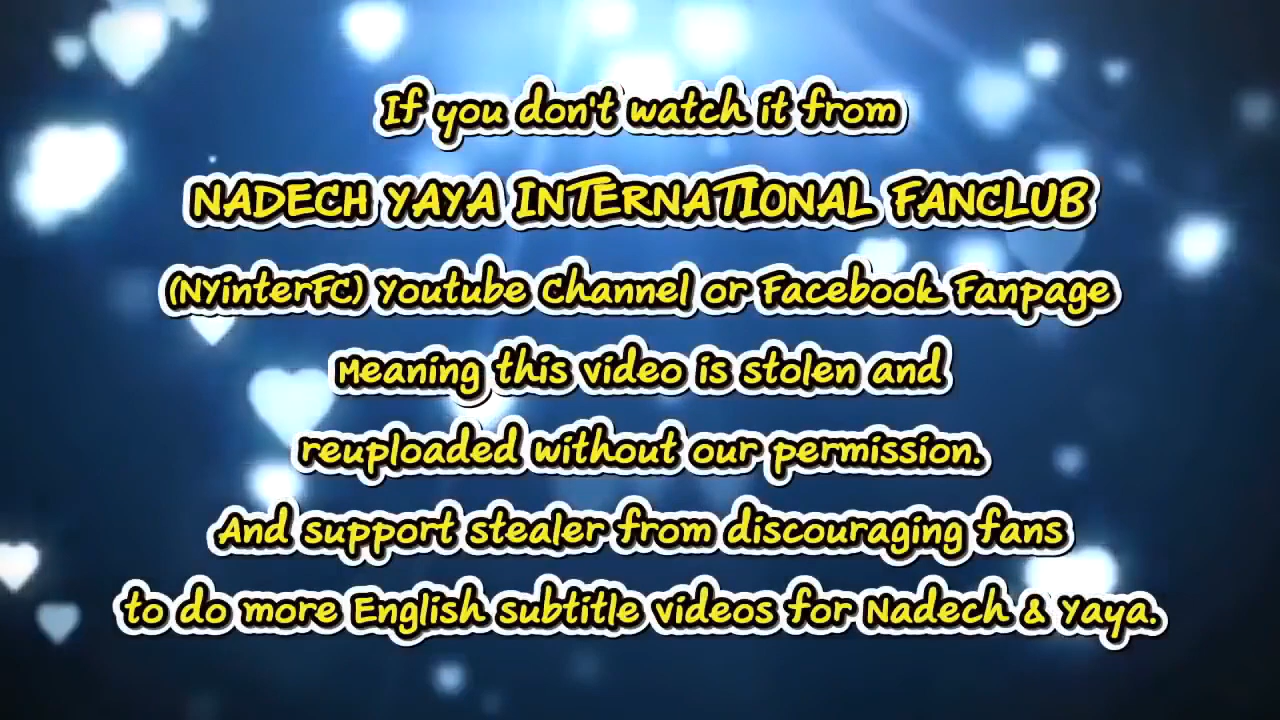 If you don't watch it from
NADECH YAYA INTERNATIONAL FANCLUB
(NYinterFC) Youtube Channel or Facebook Fanpage
Meaning this video is stolen and
reuploaded without our permission.
And support stealer from discouraging fans
to do more English subtitle videos for Nadech & Yaya.